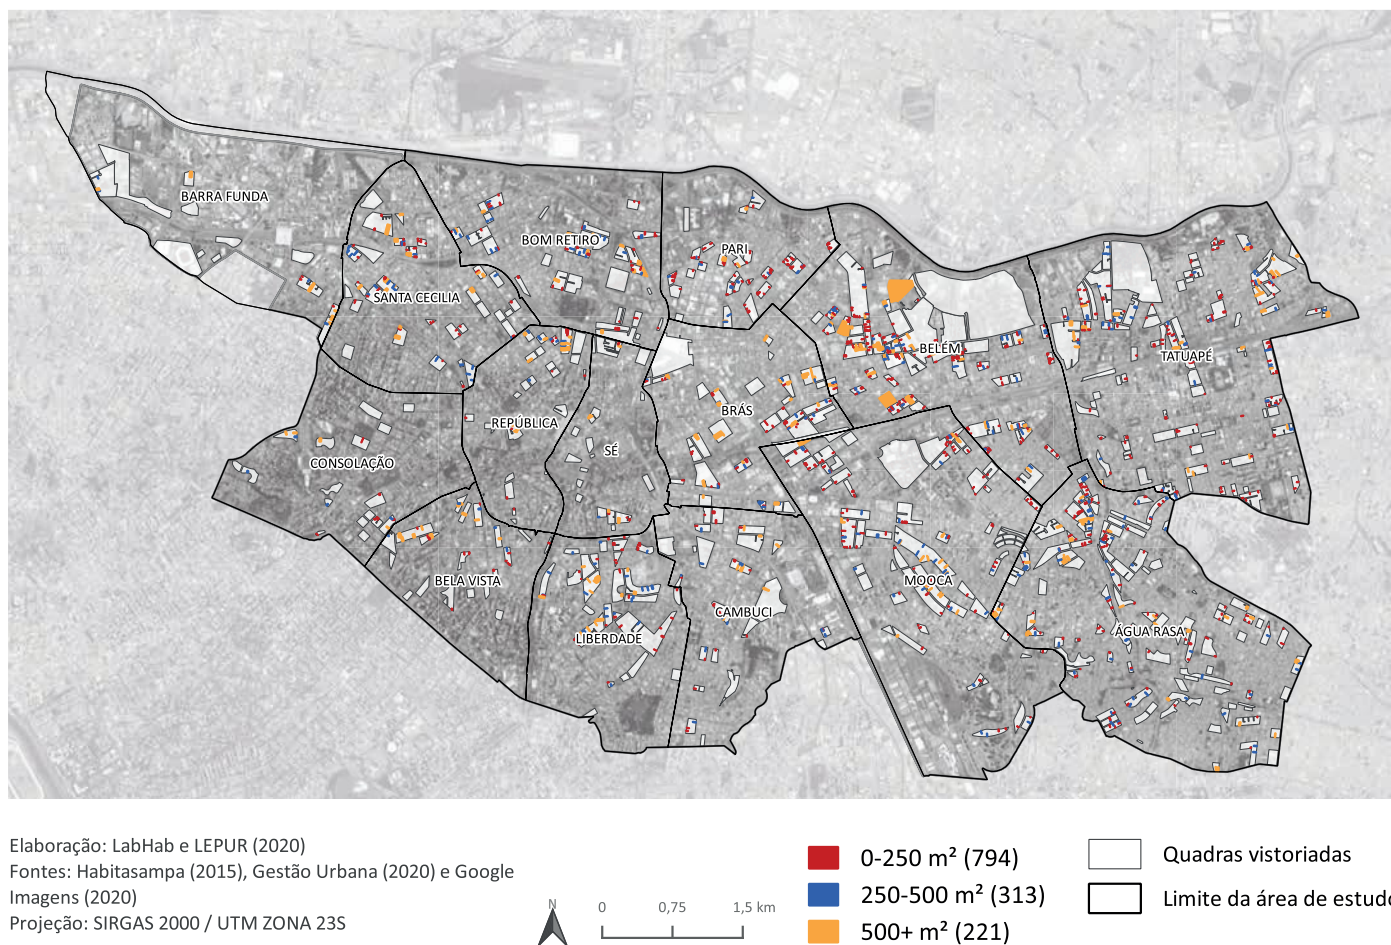 BARRA FUNDA
BOM RETIRO
PARI
SANTA CECILIA
BELÉM
TATUAPÉ
BRÁS
REPÚBLICA
SÉ
CONSOLAÇÃO
BELA VISTA
MOOCA
CAMBUCI
ÁGUA RASA
LIBERDADE
Elaboração: LabHab e LEPUR (2020)
Fontes: Habitasampa (2015), Gestão Urbana (2020) e Google
Imagens (2020)
Projeção: SIRGAS 2000 / UTM ZONA 23S
N
0 0,75 1,5 km
0-250 m² (794)
250-500 m² (313)
500+ m² (221)
Quadras vistoriadas
Limite da área de estudo